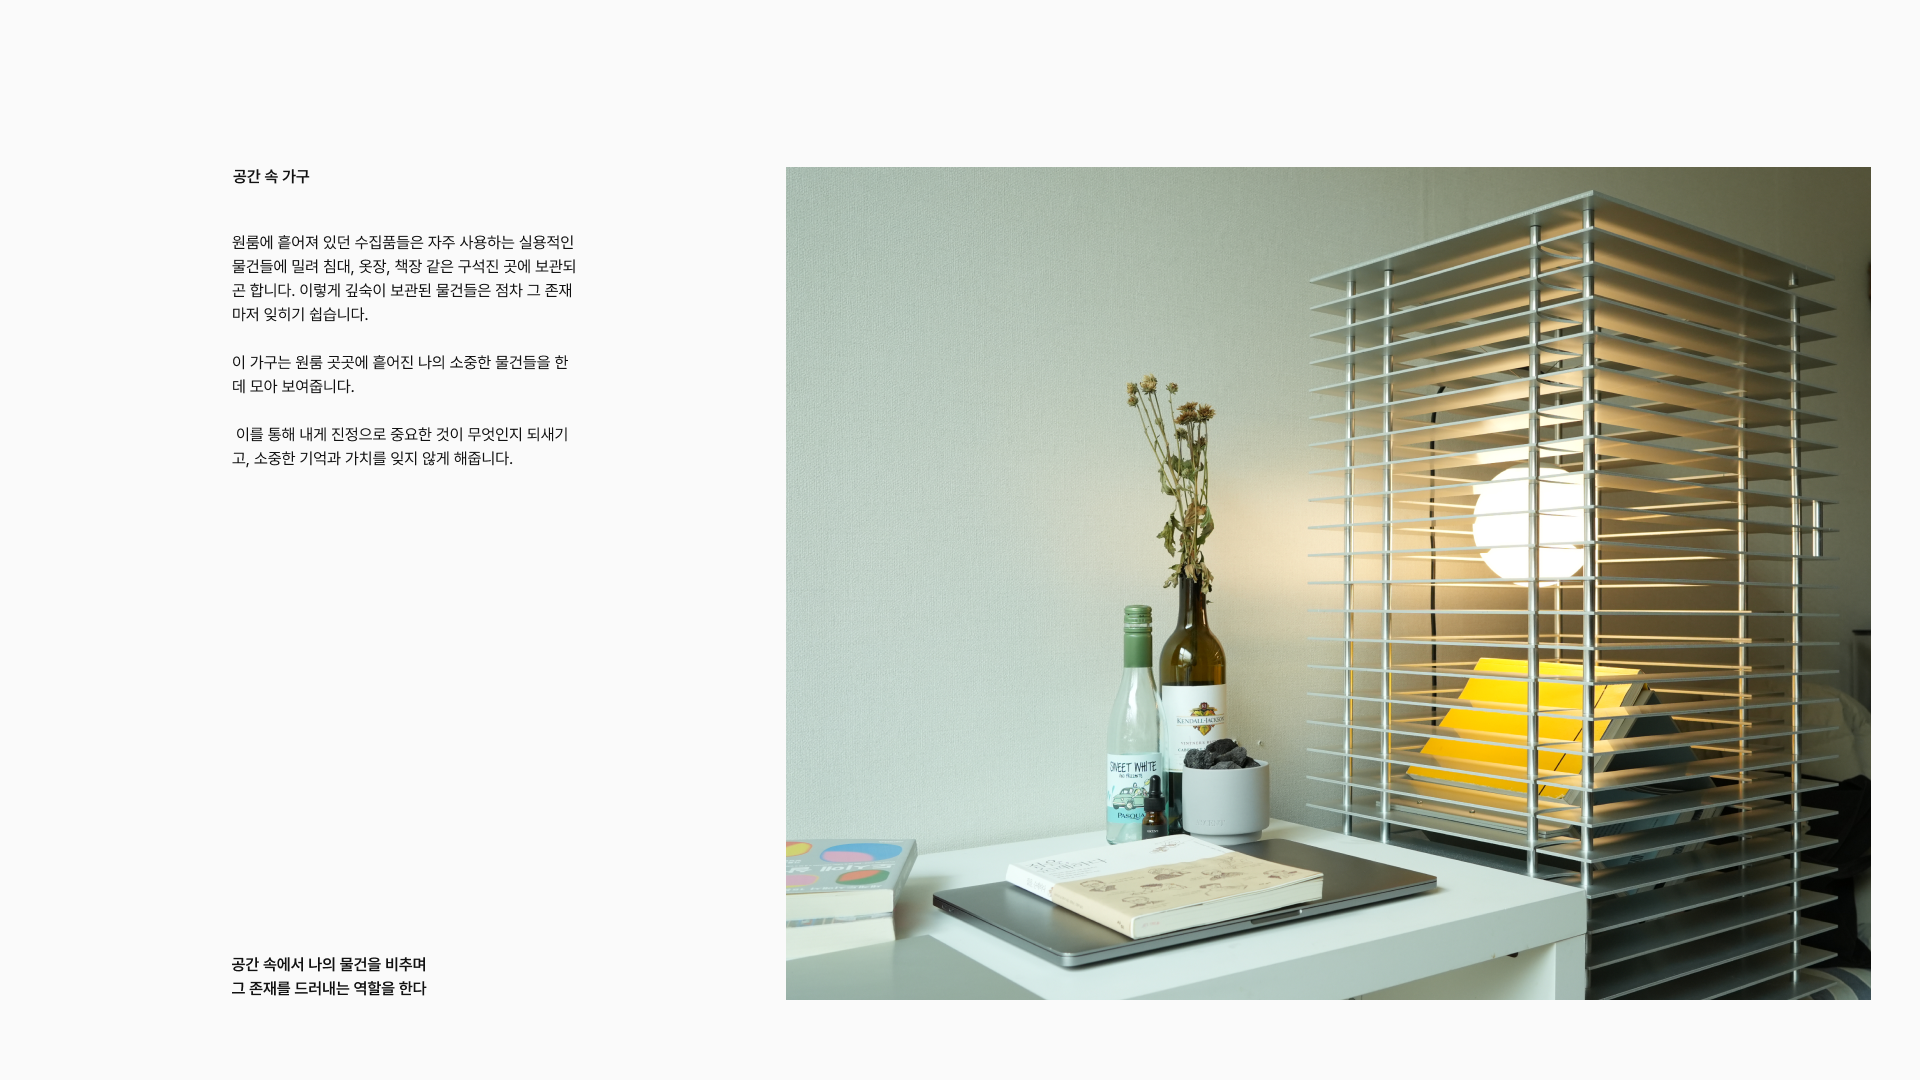 공간 속 가구
원룸에 흩어져 있던 수집품들은 자주 사용하는 실용적인
물건들에 밀려 침대, 옷장, 책장 같은 구석진 곳에 보관되
곤 합니다. 이렇게 깊숙이 보관된 물건들은 점차 그 존재
마저 잊히기 쉽습니다.
이 가구는 원룸 곳곳에 흩어진 나의 소중한 물건들을 한
데 모아 보여줍니다.
이를 통해 내게 진정으로 중요한 것이 무엇인지 되새기
고, 소중한 기억과 가치를 잊지 않게 해줍니다.
공간 속에서 나의 물건을 비추며
그 존재를 드러내는 역할을 한다
KENDALL-JACKSON
SWEET WHITE
PASQUA